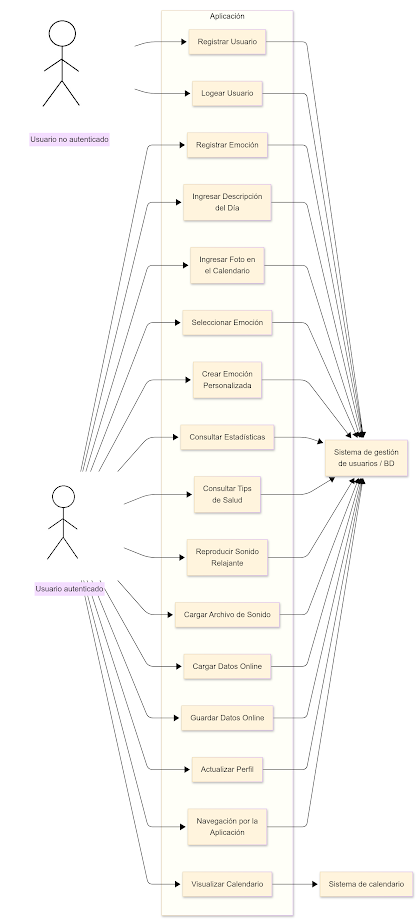 Aplicación
Registrar Usuario
Logear Usuario
Usuario no autenticado
Registrar Emoción
Ingresar Descripción
del Día
Ingresar Foto en
el Calendario
Seleccionar Emoción
Crear Emoción
Personalizada
Consultar Estadísticas
Sistema de gestión
de usuarios / BD
Consultar Tips
de Salud
Reproducir Sonido
Relajante
Usuario autenticado
Cargar Archivo de Sonido
Cargar Datos Online
Guardar Datos Online
Actualizar Perfil
Navegación por la
Aplicación
Visualizar Calendario
Sistema de calendario